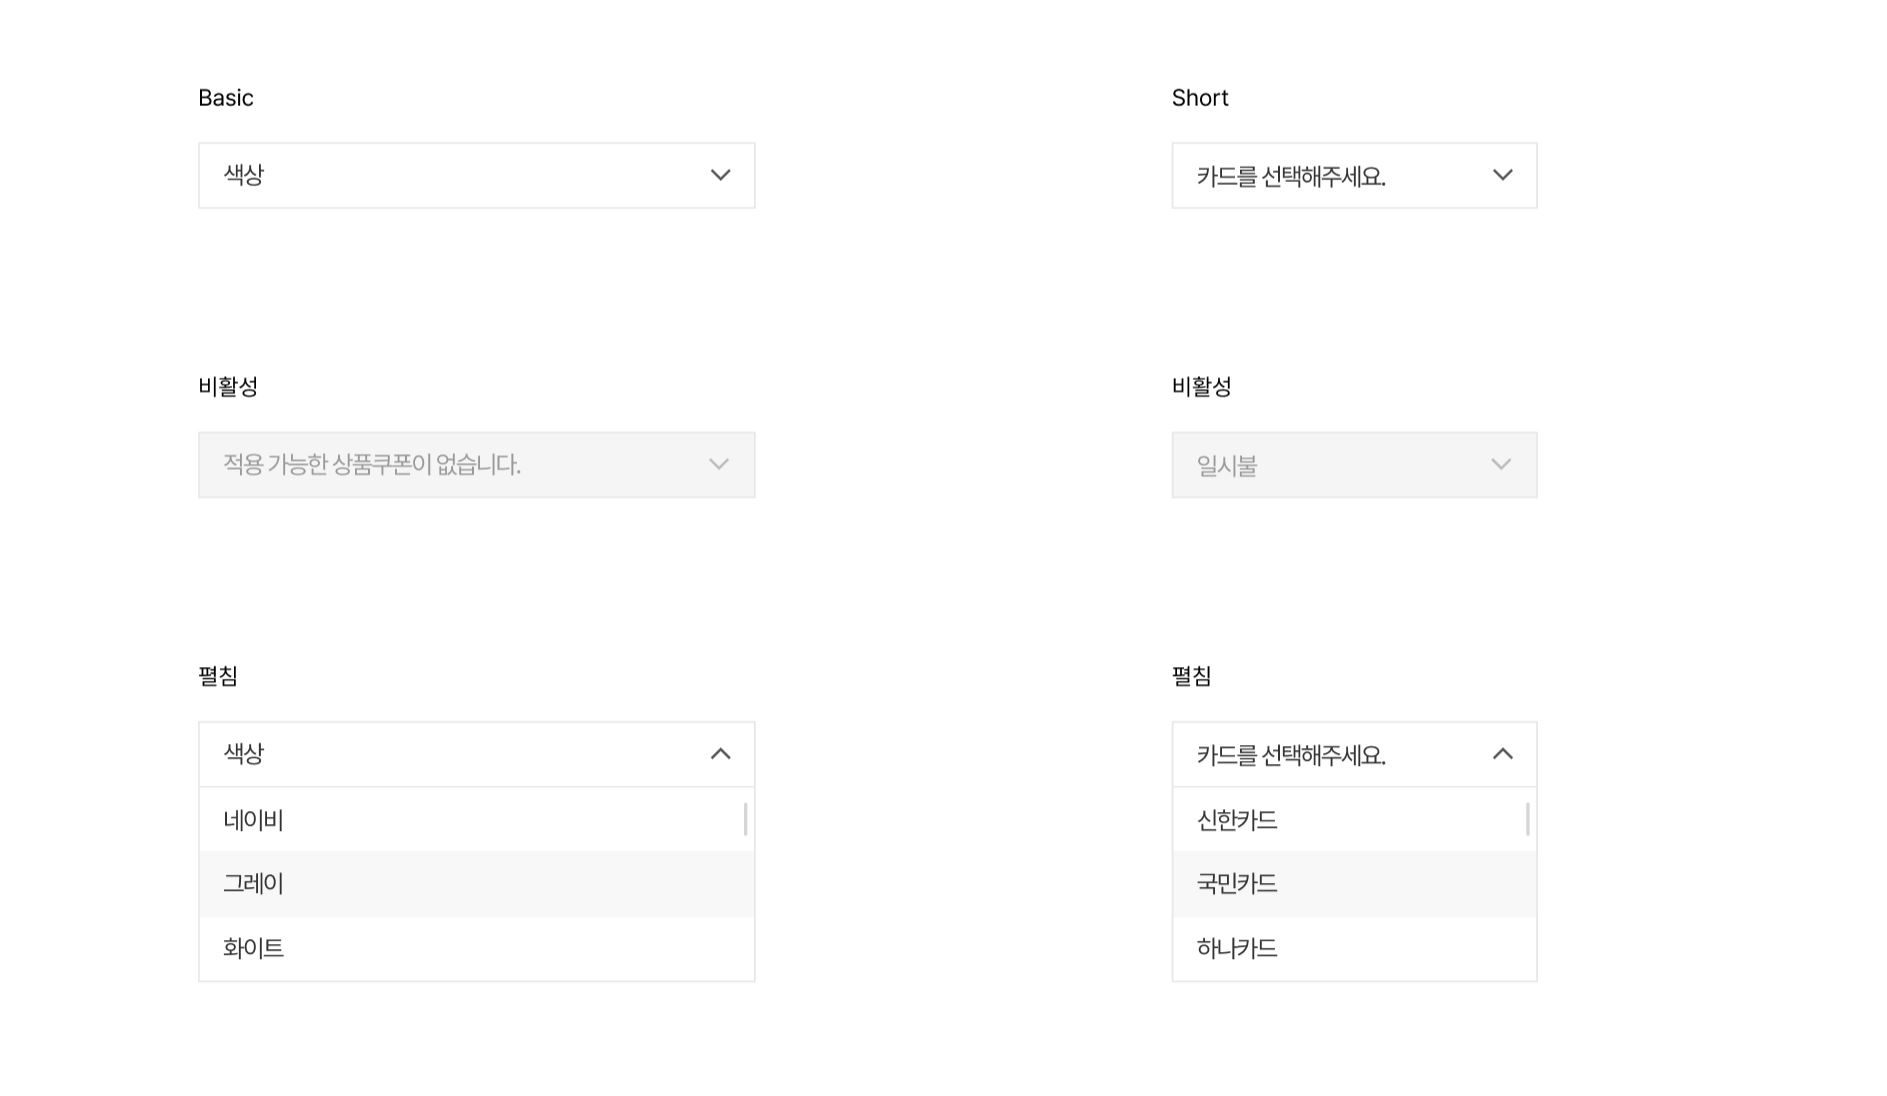 Basic
색상
비활성
적용 가능한 상품쿠폰이 없습니다.
펼침
색상
네이비
그레이
화이트
Short
카드를 선택해주세요.
비활성
일시불
펼침
카드를 선택해주세요.
신한카드
국민카드
하나카드